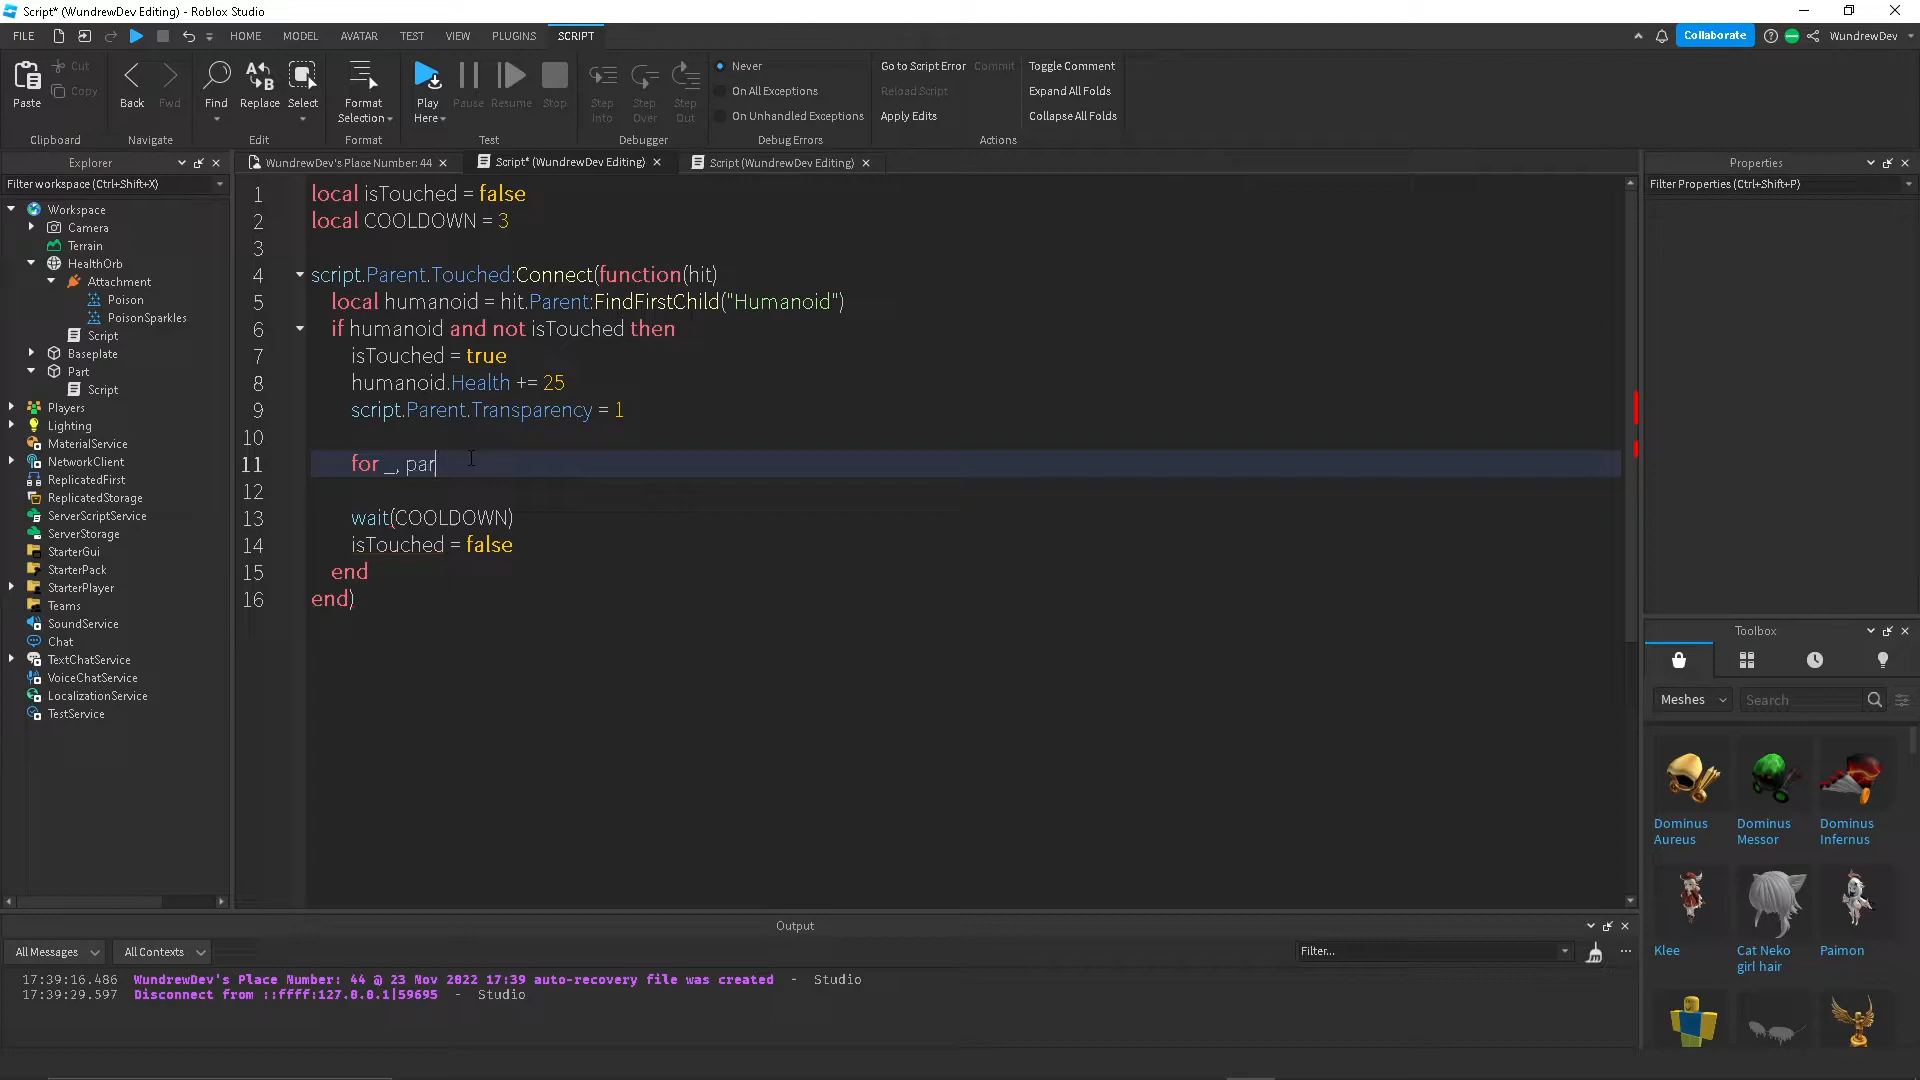 Script* (WundrewDev Editing) - Roblox Studio
FILE HOME MODEL AVATAR TEST VIEW PLUGINS SCRIPT Collaborate WundrewDev
Paste Cut Copy Back Fwd Find Replace Select Format Selection Play Here Pause Resume Stop Step Into Step Over Step Out
Never Go to Script Error Commit Toggle Comment
On All Exceptions Reload Script Expand All Folds
On Unhandled Exceptions Apply Edits Collapse All Folds
Clipboard Navigate Edit Format Test Debugger Debug Errors Actions
Explorer
Filter workspace (Ctrl+Shift+X)
Workspace
Camera
Terrain
HealthOrb
Attachment
Poison
PoisonSparkles
Script
Baseplate
Part
Script
Players
Lighting
MaterialService
NetworkClient
ReplicatedFirst
ReplicatedStorage
ServerScriptService
ServerStorage
StarterGui
StarterPack
StarterPlayer
Teams
SoundService
Chat
TextChatService
VoiceChatService
LocalizationService
TestService
WundrewDev's Place Number: 44 Script* (WundrewDev Editing) Script (WundrewDev Editing)
1 local isTouched = false
2 local COOLDOWN = 3
3
4 script.Parent.Touched:Connect(function(hit)
5 local humanoid = hit.Parent:FindFirstChild("Humanoid")
6 if humanoid and not isTouched then
7 isTouched = true
8 humanoid.Health += 25
9 script.Parent.Transparency = 1
10
11 for _, par
12
13 wait(COOLDOWN)
14 isTouched = false
15 end
16 end)
Properties
Filter Properties (Ctrl+Shift+P)
Toolbox
Meshes Search
Dominus Aureus
Dominus Messor
Dominus Infernus
Klee
Cat Neko girl hair
Paimon
Output
All Messages All Contexts Filter...
17:39:16.486 WundrewDev's Place Number: 44 @ 23 Nov 2022 17:39 auto-recovery file was created - Studio
17:39:29.597 Disconnect from ::ffff:127.0.0.1|59695 - Studio